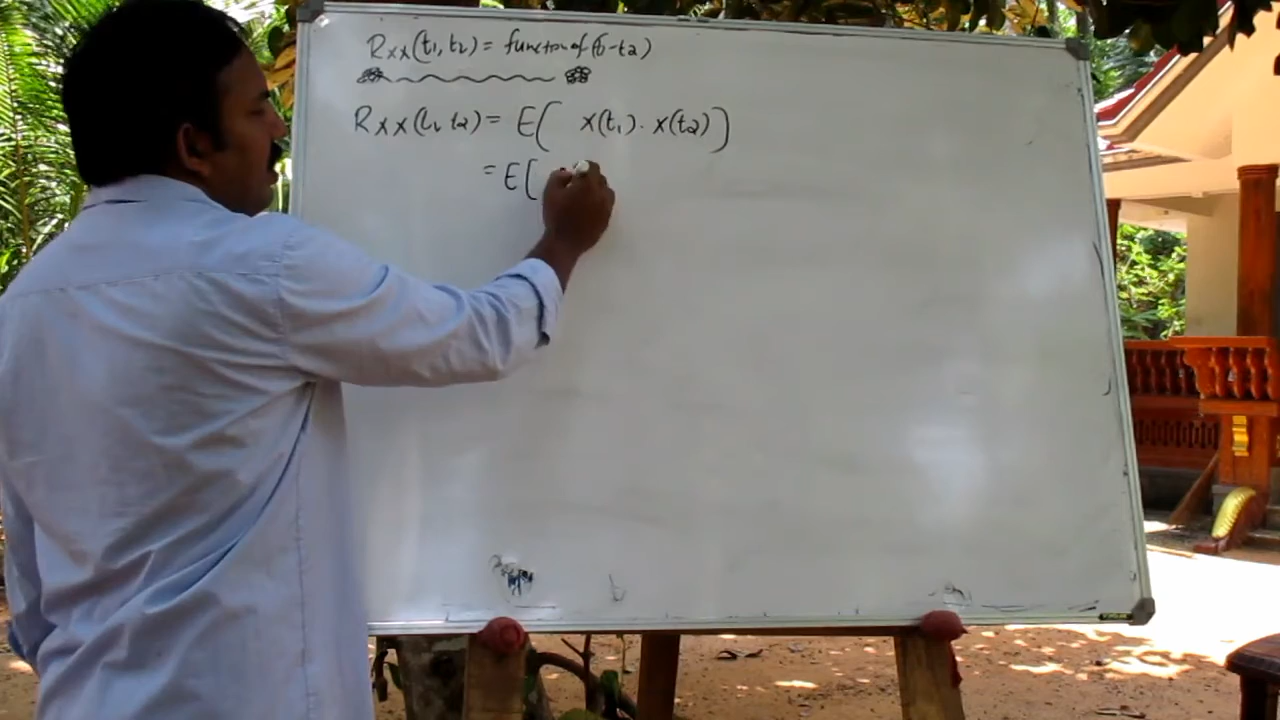 Rxx(t1, t2) = function of (t1-t2)
Rxx(t1, t2) = E( x(t1) . x(t2) )
= E(